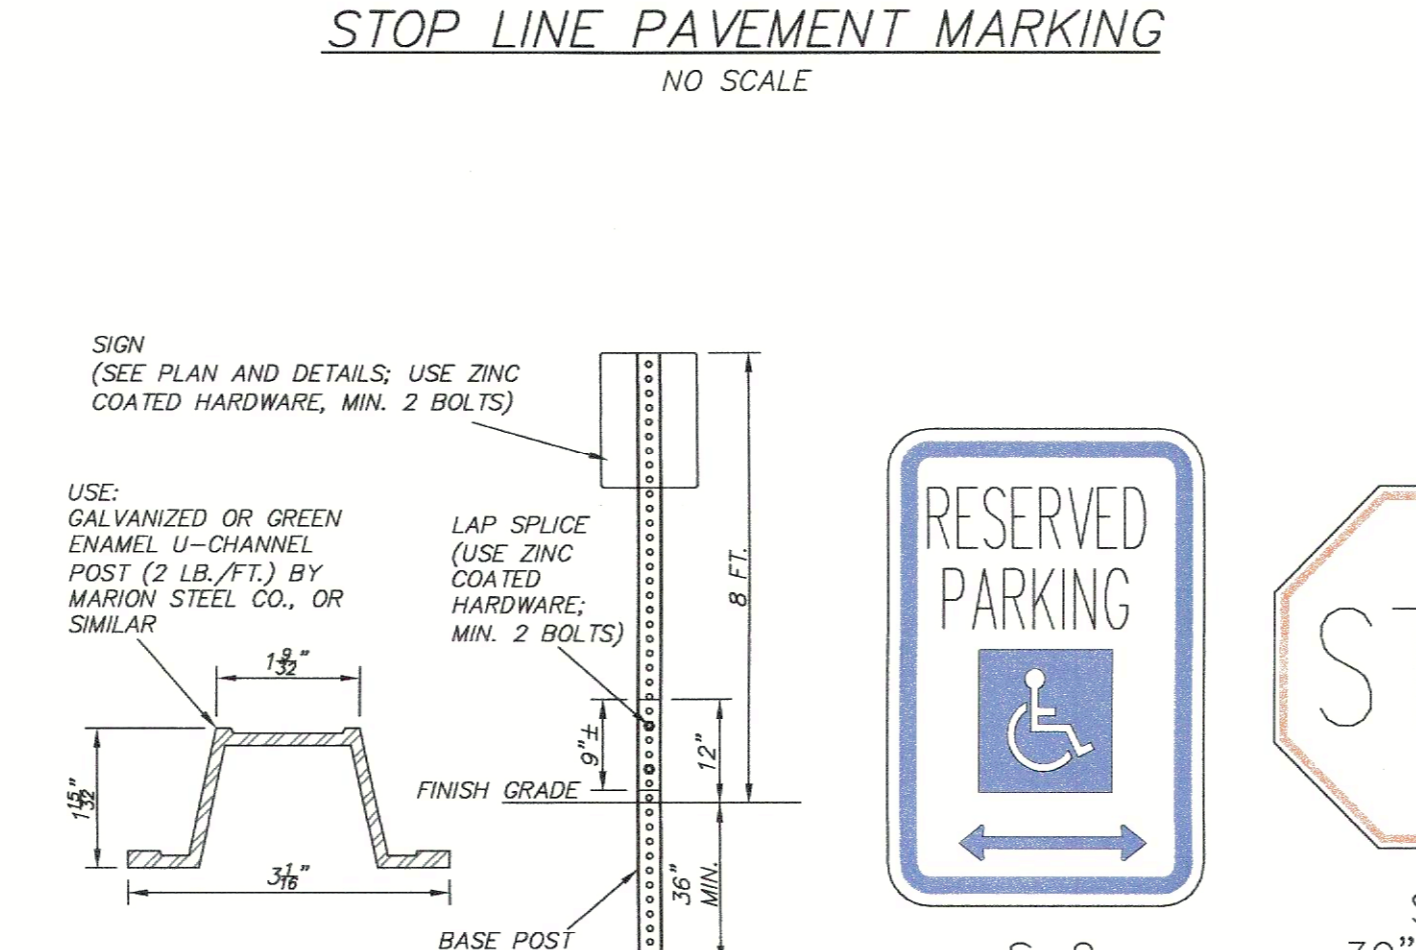 STOP LINE PAVEMENT MARKING
NO SCALE
SIGN
(SEE PLAN AND DETAILS; USE ZINC
COATED HARDWARE, MIN. 2 BOLTS)
USE:
GALVANIZED OR GREEN
ENAMEL U-CHANNEL
POST (2 LB./FT.) BY
MARION STEEL CO., OR
SIMILAR
1 9/32"
1 15/32"
3 1/16"
LAP SPLICE
(USE ZINC
COATED
HARDWARE;
MIN. 2 BOLTS)
8 FT.
9"±
12"
FINISH GRADE
36"
MIN.
BASE POST
RESERVED
PARKING
S